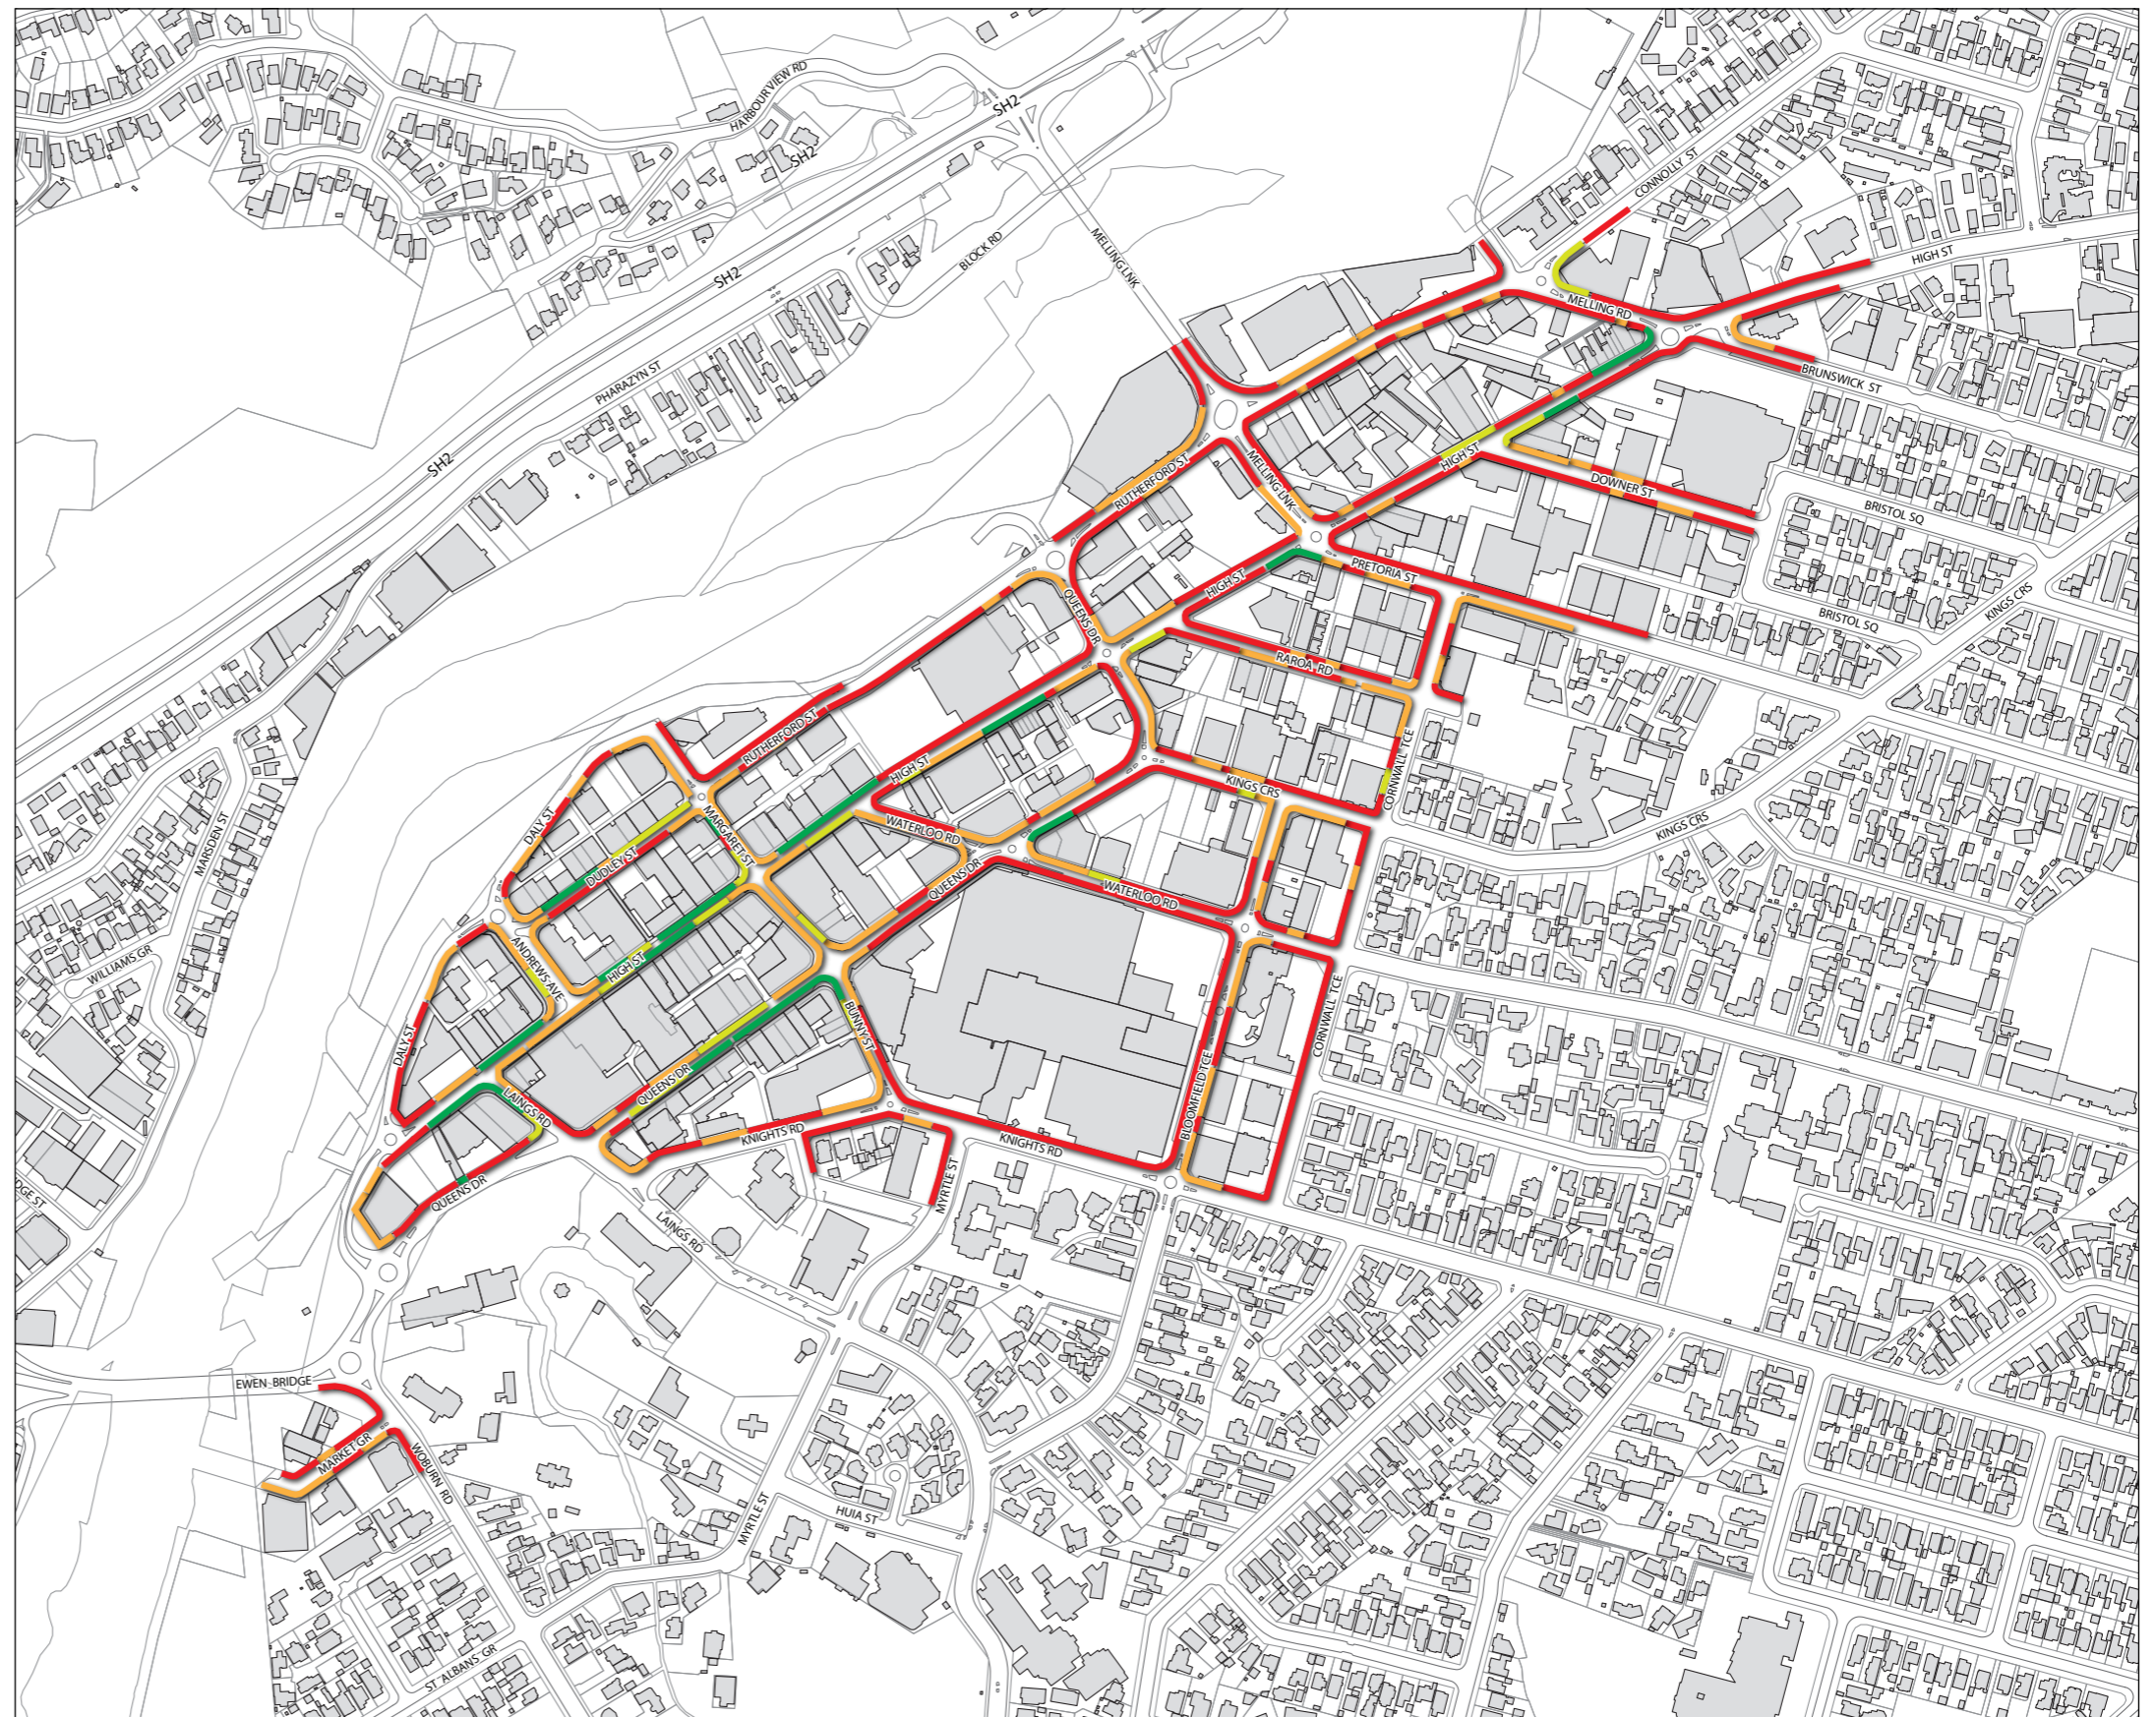 HARBOURVIEW RD
SH2
SH2
CONNOLLY ST
BLOCK RD
MELLING LNK
HIGH ST
SH2
MELLING RD
PHARAZYN ST
BRUNSWICK ST
SH2
HIGH ST
RUTHERFORD ST
MELLING LNK
DOWNER ST
BRISTOL SQ
PRETORIA ST
HIGH ST
QUEENS DR
KINGS CRS
BRISTOL SQ
RAROA RD
RUTHERFORD ST
HIGH ST
CORNWALL TCE
KINGS CRS
DALY ST
MARGARET ST
WATERLOO RD
KINGS CRS
MARSDEN ST
DUDLEY ST
QUEENS DR
WATERLOO RD
WILLIAMS GR
ANDREWS AVE
HIGH ST
CORNWALL TCE
DALY ST
BUNNY ST
QUEENS DR
LAINGS RD
BLOOMFIELD TCE
KNIGHTS RD
KNIGHTS RD
MYRTLE ST
DGE ST
QUEENS DR
LAINGS RD
EWEN BRIDGE
MARKET GR
WOBURN RD
MYRTLE ST
HUIA ST
ST ALBANS GR